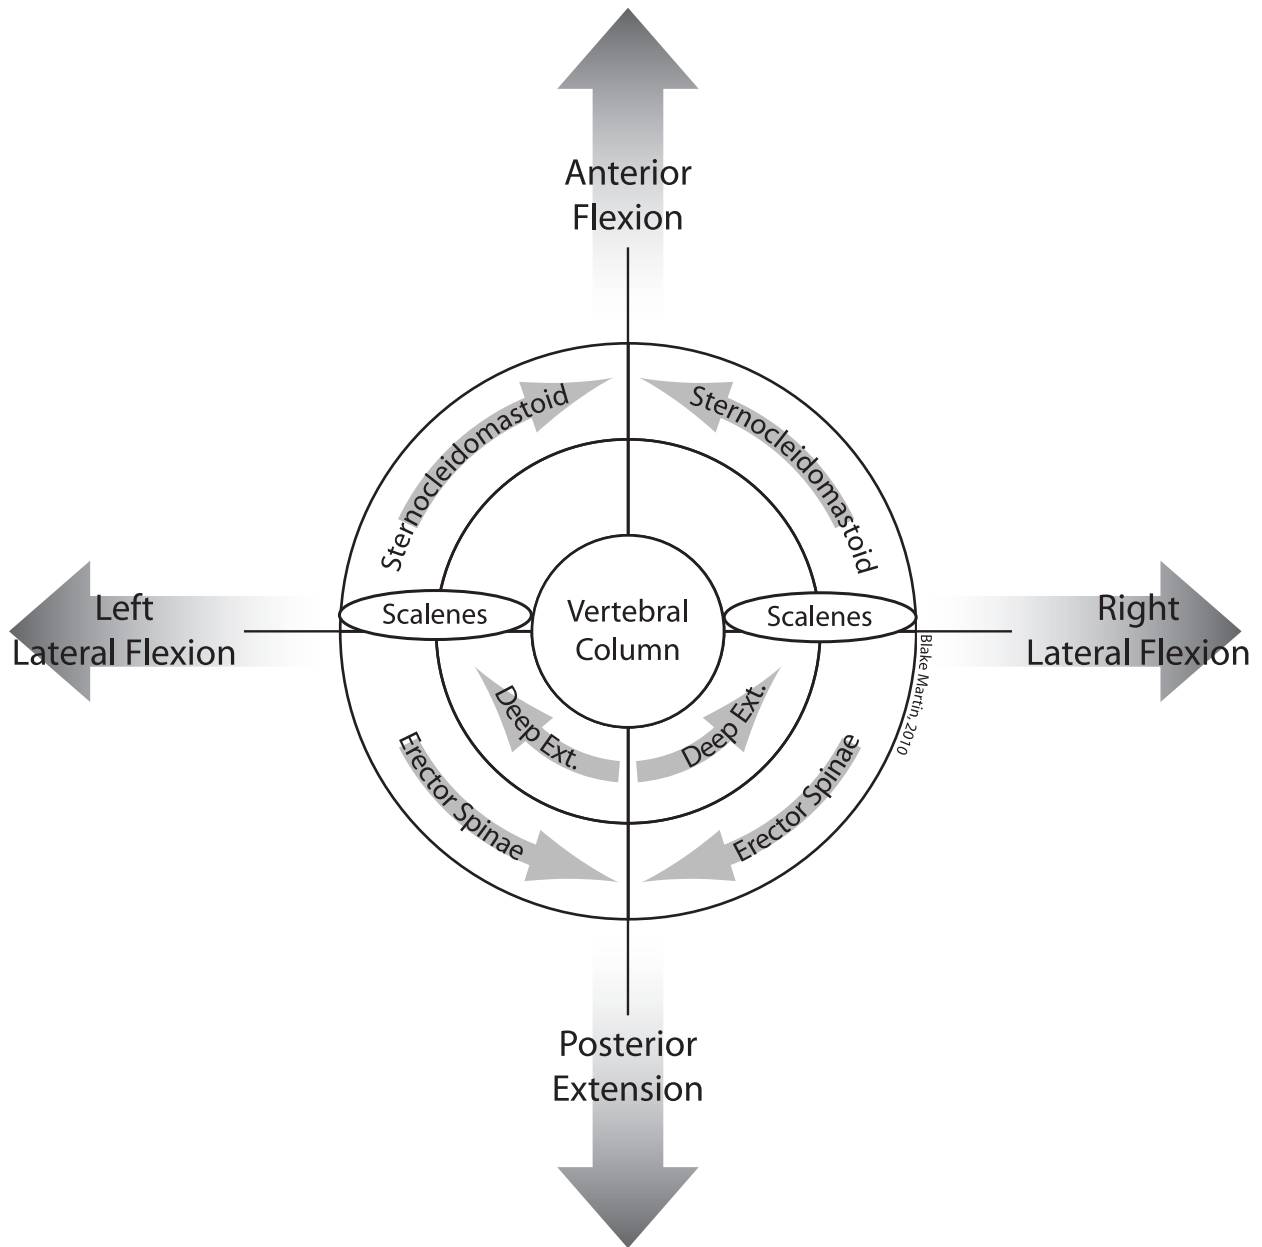 Anterior
Flexion
Sternocleidomastoid
Sternocleidomastoid
Left
Lateral Flexion
Scalenes
Vertebral
Column
Scalenes
Right
Lateral Flexion
Blake Martin, 2010
Deep Ext.
Deep Ext.
Erector Spinae
Erector Spinae
Posterior
Extension